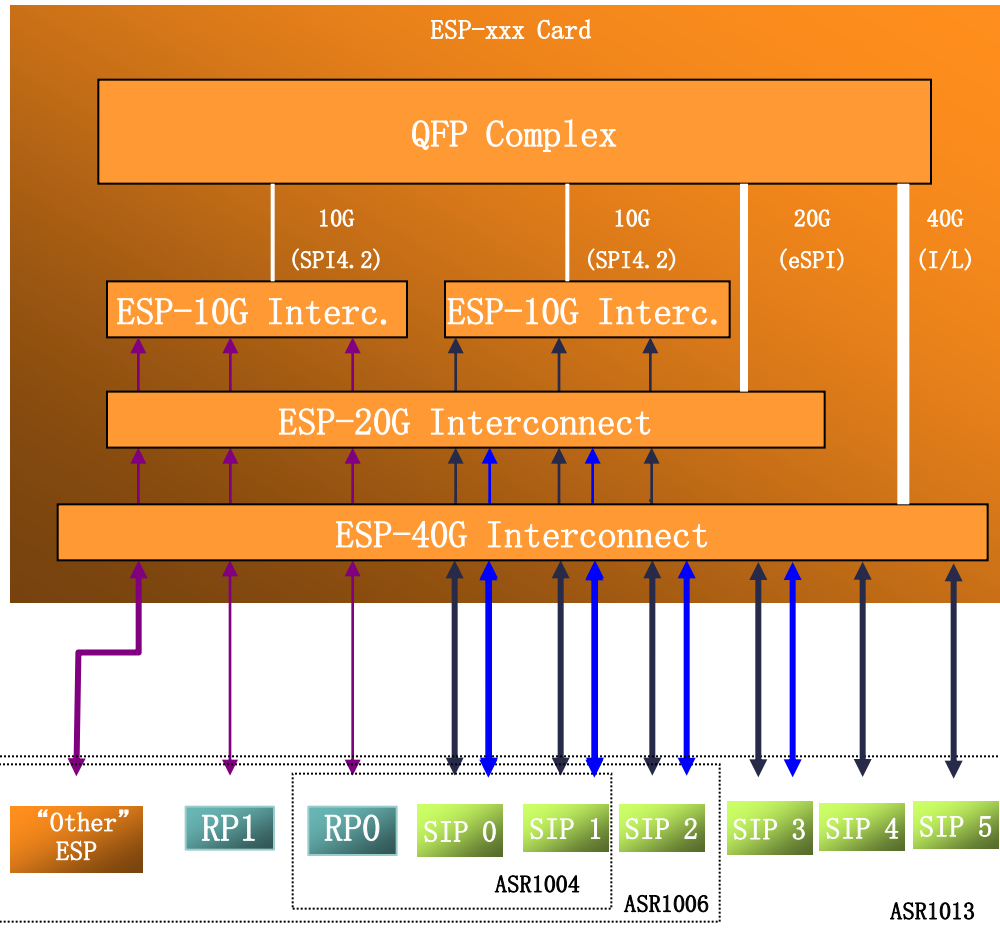 ESP-xxx Card
QFP Complex
10G
(SPI4.2)
10G
(SPI4.2)
20G
(eSPI)
40G
(I/L)
ESP-10G Interc.
ESP-10G Interc.
ESP-20G Interconnect
ESP-40G Interconnect
“Other”
ESP
RP1
RP0
SIP 0
SIP 1
SIP 2
SIP 3
SIP 4
SIP 5
ASR1004
ASR1006
ASR1013